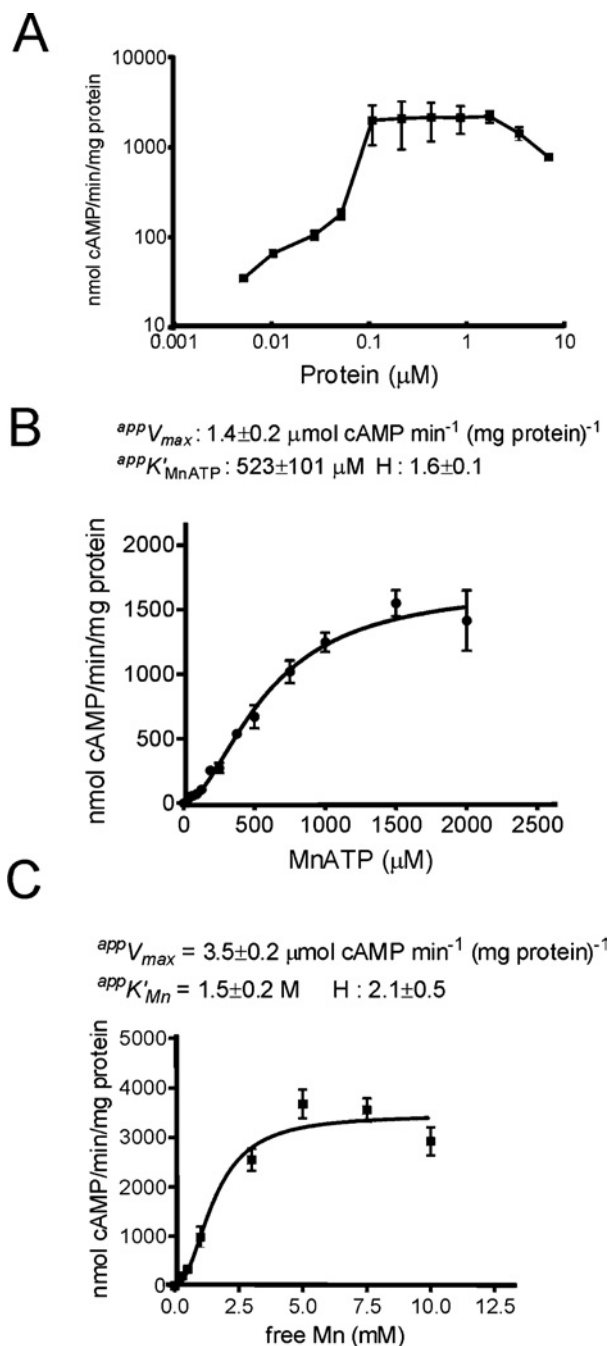 A
nmol cAMP/min/mg protein
10000
1000
100
10
0.001 0.01 0.1 1 10
Protein (μM)
B
appVmax : 1.4±0.2 μmol cAMP min-1 (mg protein)-1
appK'MnATP : 523±101 μM H : 1.6±0.1
nmol cAMP/min/mg protein
2000
1500
1000
500
0
0 500 1000 1500 2000 2500
MnATP (μM)
C
appVmax = 3.5±0.2 μmol cAMP min-1 (mg protein)-1
appK'Mn = 1.5±0.2 M H : 2.1±0.5
nmol cAMP/min/mg protein
5000
4000
3000
2000
1000
0
0.0 2.5 5.0 7.5 10.0 12.5
free Mn (mM)